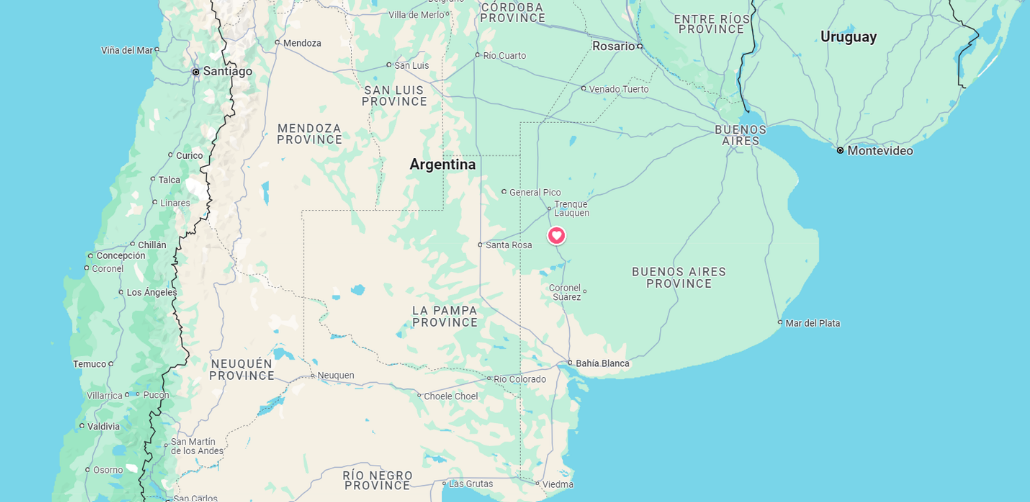 Villa de Merlo
CÓRDOBA
PROVINCE
ENTRE RÍOS
PROVINCE
Uruguay
Viña del Mar
Mendoza
Rosario
Río Cuarto
San Luis
Santiago
SAN LUIS
PROVINCE
Venado Tuerto
MENDOZA
PROVINCE
BUENOS
AIRES
Montevideo
Curico
Argentina
Talca
General Pico
Linares
Trenque
Lauquen
Chillán
Santa Rosa
Concepción
Coronel
BUENOS AIRES
PROVINCE
Los Ángeles
Coronel
Suarez
LA PAMPA
PROVINCE
Mar del Plata
Temuco
NEUQUÉN
PROVINCE
Bahía Blanca
Neuquen
Río Colorado
Villarrica
Pucon
Choele Choel
Valdivia
San Martín
de los Andes
Osorno
RÍO NEGRO
PROVINCE
Las Grutas
Viedma
San Carlos